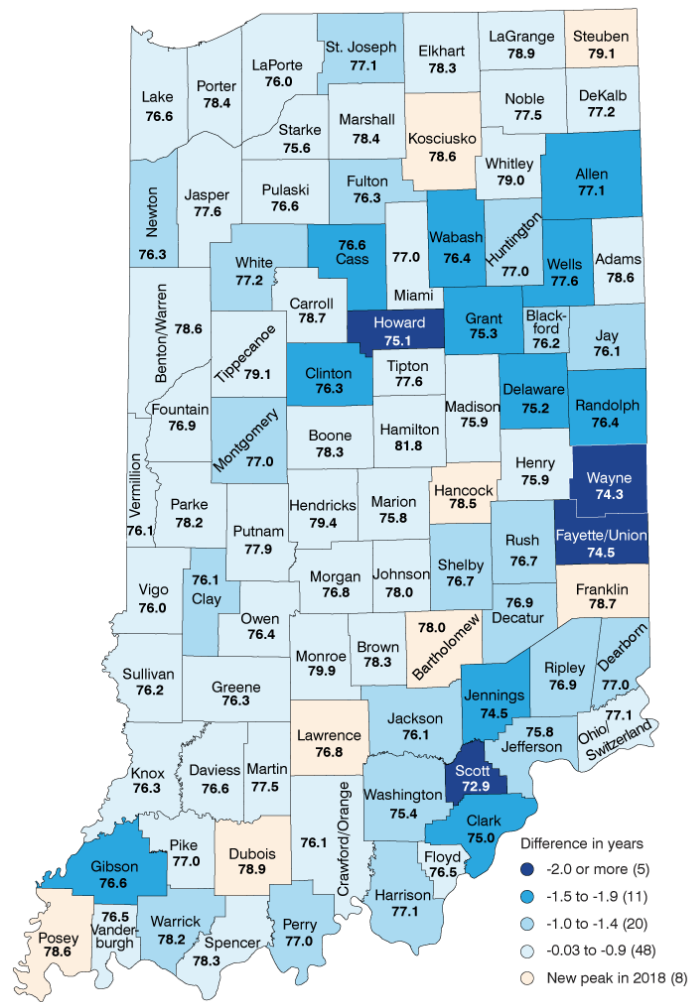 St. Joseph
77.1
Elkhart
78.3
LaGrange
78.9
Steuben
79.1
LaPorte
76.0
Porter
78.4
Lake
76.6
Noble
77.5
DeKalb
77.2
Marshall
78.4
Starke
75.6
Kosciusko
78.6
Whitley
79.0
Allen
77.1
Newton
76.3
Jasper
77.6
Pulaski
76.6
Fulton
76.3
White
77.2
76.6
Cass
77.0
Miami
Wabash
76.4
Huntington
77.0
Wells
77.6
Adams
78.6
Benton/Warren
78.6
Carroll
78.7
Howard
75.1
Grant
75.3
Black-
ford
76.2
Jay
76.1
Tippecanoe
79.1
Clinton
76.3
Tipton
77.6
Madison
75.9
Delaware
75.2
Randolph
76.4
Fountain
76.9
Montgomery
77.0
Boone
78.3
Hamilton
81.8
Henry
75.9
Wayne
74.3
Vermillion
76.1
Parke
78.2
Putnam
77.9
Hendricks
79.4
Marion
75.8
Hancock
78.5
Rush
76.7
Fayette/Union
74.5
Vigo
76.0
76.1
Clay
Owen
76.4
Morgan
76.8
Johnson
78.0
Shelby
76.7
76.9
Decatur
Franklin
78.7
Sullivan
76.2
Greene
76.3
Monroe
79.9
Brown
78.3
78.0
Bartholomew
Jennings
74.5
Ripley
76.9
Dearborn
77.0
77.1
Ohio/
Switzerland
Knox
76.3
Daviess
76.6
Martin
77.5
Lawrence
76.8
Jackson
76.1
75.8
Jefferson
Scott
72.9
Washington
75.4
Clark
75.0
Floyd
76.5
Crawford/Orange
76.1
Harrison
77.1
Gibson
76.6
Pike
77.0
Dubois
78.9
Posey
78.6
76.5
Vander-
burgh
Warrick
78.2
Spencer
78.3
Perry
77.0
Difference in years
-2.0 or more (5)
-1.5 to -1.9 (11)
-1.0 to -1.4 (20)
-0.03 to -0.9 (48)
New peak in 2018 (8)